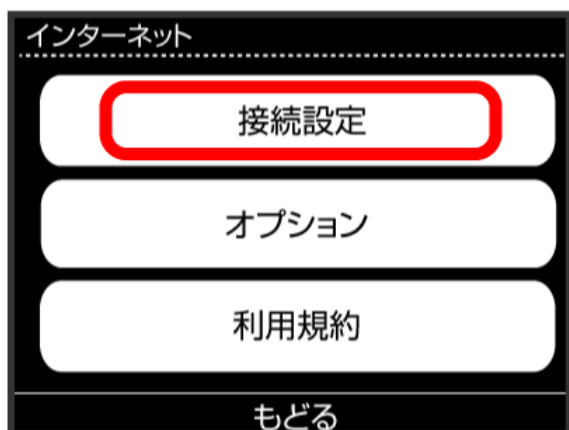 インターネット
接続設定
オプション
利用規約
もどる